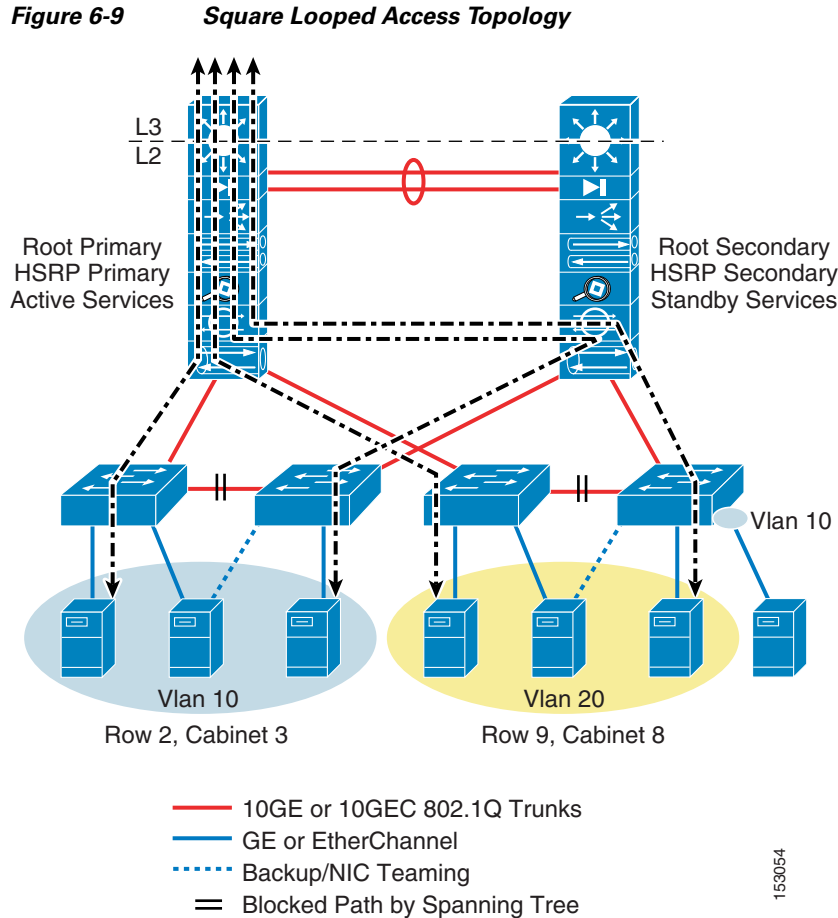 Figure 6-9 Square Looped Access Topology
L3
L2
Root Primary
HSRP Primary
Active Services
Root Secondary
HSRP Secondary
Standby Services
Vlan 10
Vlan 10
Row 2, Cabinet 3
Vlan 20
Row 9, Cabinet 8
10GE or 10GEC 802.1Q Trunks
GE or EtherChannel
Backup/NIC Teaming
Blocked Path by Spanning Tree
153054